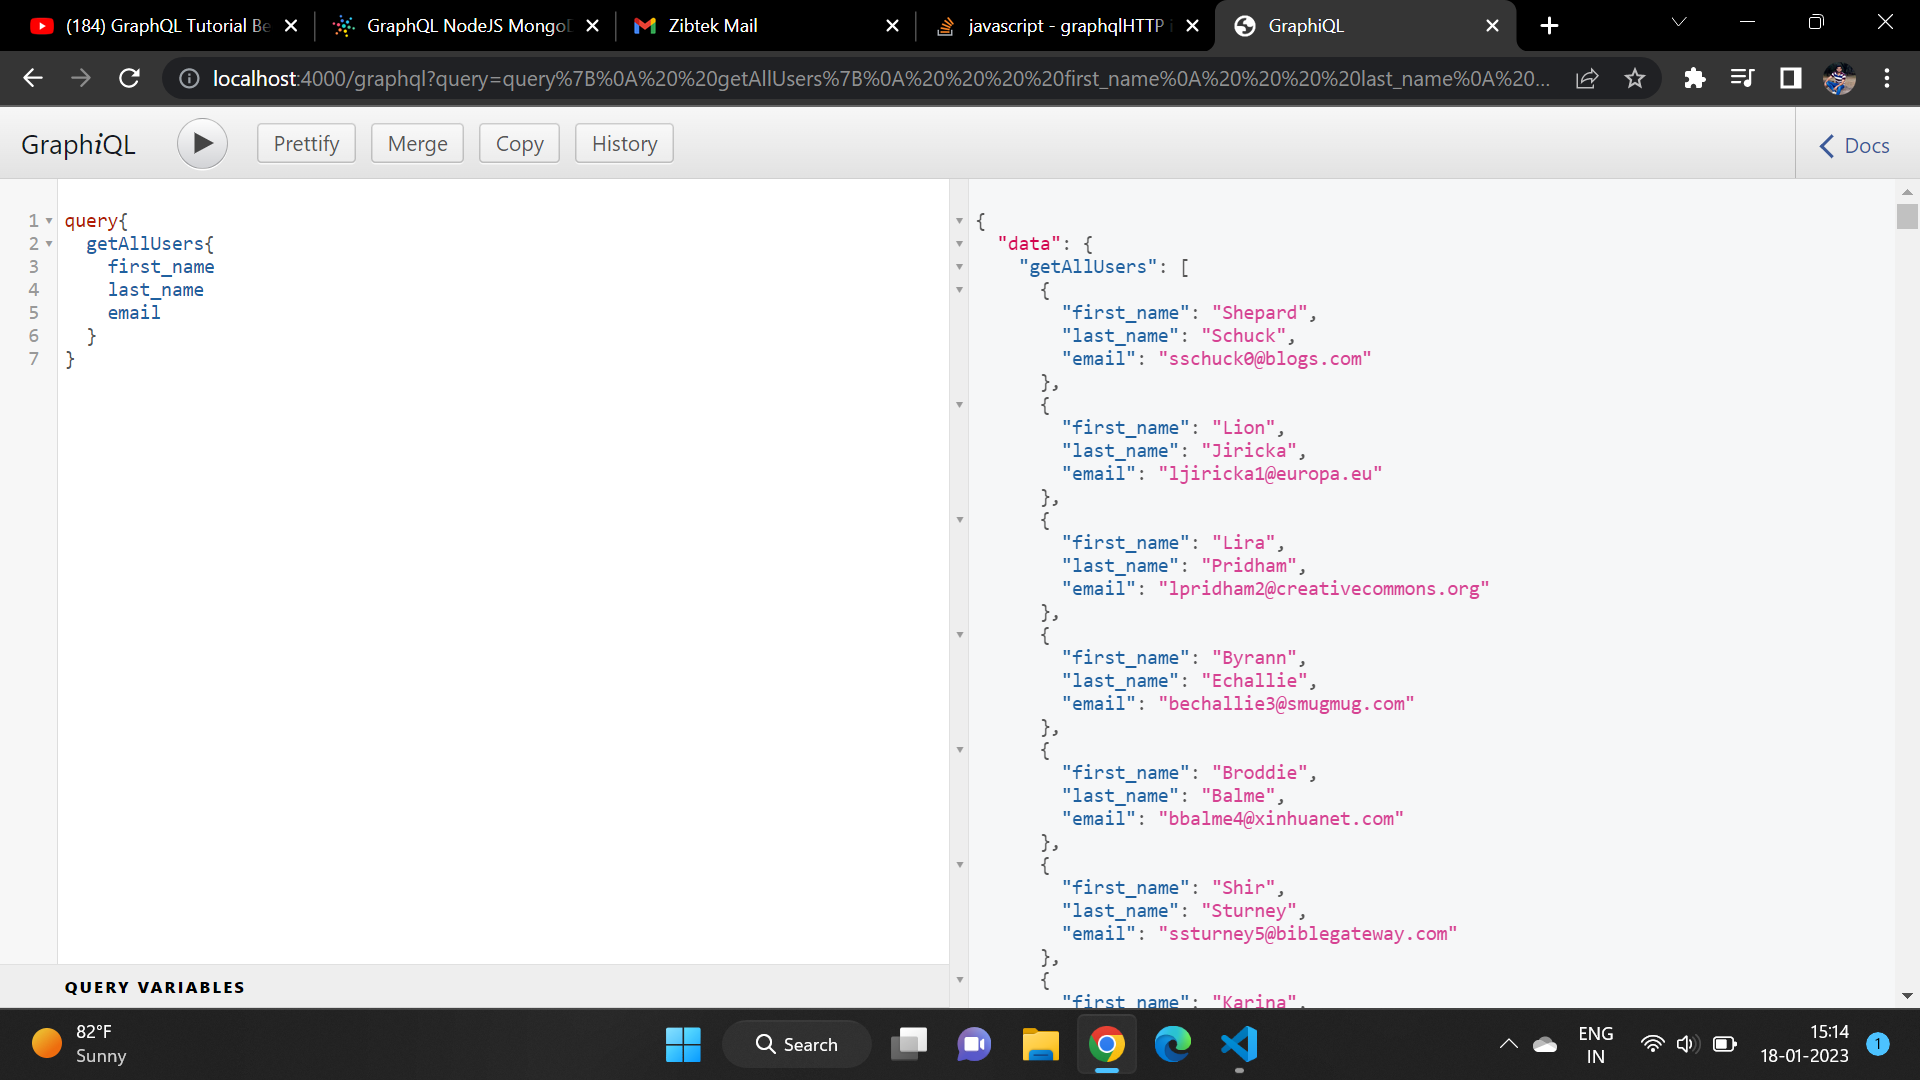 (184) GraphQL Tutorial Be
GraphQL NodeJS MongoD
Zibtek Mail
javascript - graphqlHTTP i
GraphiQL
localhost:4000/graphql?query=query%7B%0A%20%20getAllUsers%7B%0A%20%20%20%20first_name%0A%20%20%20%20last_name%0A%20...
GraphiQL
Prettify
Merge
Copy
History
Docs
1 query{
2 getAllUsers{
3 first_name
4 last_name
5 email
6 }
7 }
{
"data": {
"getAllUsers": [
{
"first_name": "Shepard",
"last_name": "Schuck",
"email": "sschuck0@blogs.com"
},
{
"first_name": "Lion",
"last_name": "Jiricka",
"email": "ljiricka1@europa.eu"
},
{
"first_name": "Lira",
"last_name": "Pridham",
"email": "lpridham2@creativecommons.org"
},
{
"first_name": "Byrann",
"last_name": "Echallie",
"email": "bechallie3@smugmug.com"
},
{
"first_name": "Broddie",
"last_name": "Balme",
"email": "bbalme4@xinhuanet.com"
},
{
"first_name": "Shir",
"last_name": "Sturney",
"email": "ssturney5@biblegateway.com"
},
{
"first_name": "Karina",
QUERY VARIABLES
82°F
Sunny
Search
ENG
IN
15:14
18-01-2023
1